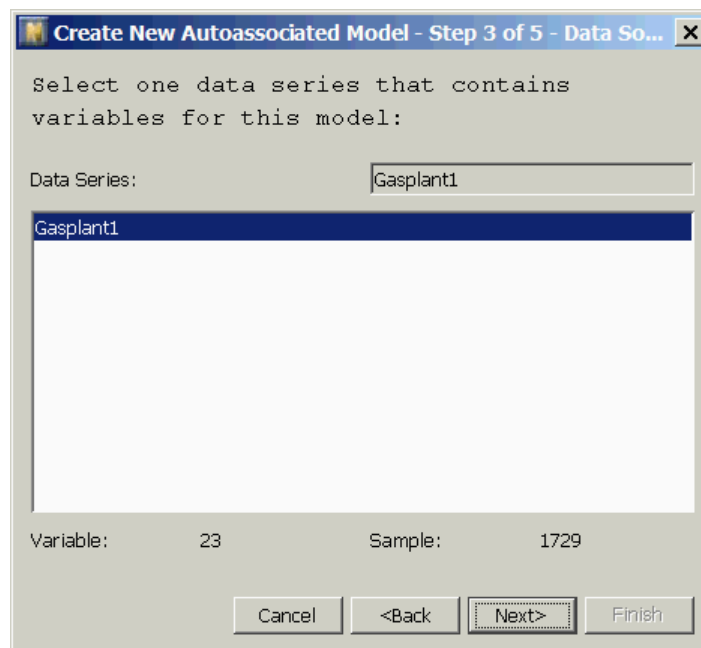 Create New Autoassociated Model - Step 3 of 5 - Data So...
Select one data series that contains
variables for this model:
Data Series: Gasplant1
Gasplant1
Variable: 23 Sample: 1729
Cancel <Back Next> Finish